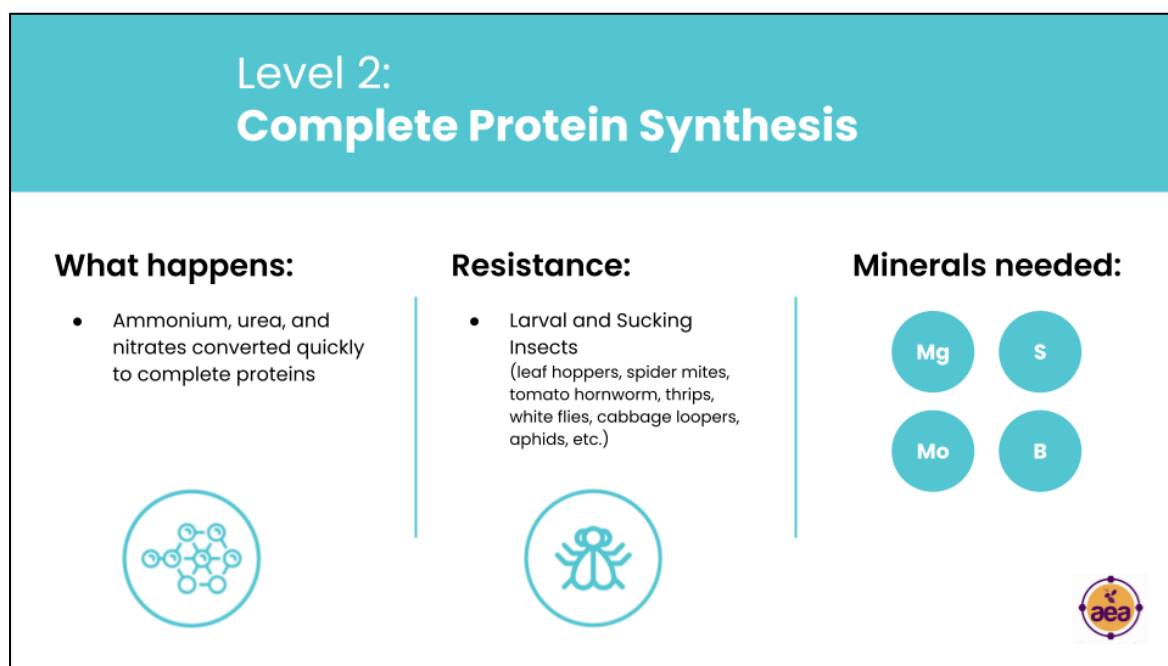 Level 2:
Complete Protein Synthesis
What happens:
● Ammonium, urea, and
nitrates converted quickly
to complete proteins
Resistance:
● Larval and Sucking
Insects
(leaf hoppers, spider mites,
tomato hornworm, thrips,
white flies, cabbage loopers,
aphids, etc.)
Minerals needed:
Mg S
Mo B
aea